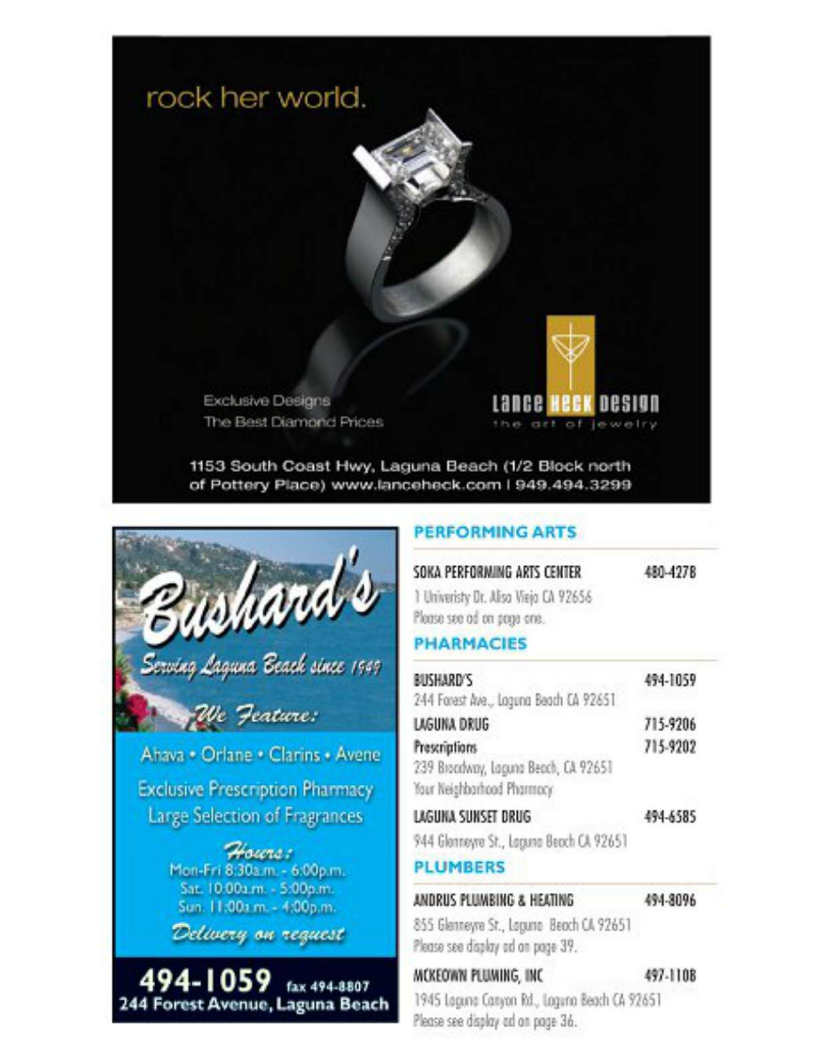 rock her world.
Exclusive Designs
The Best Diamond Prices
LANCE HECK DESIGN
the art of jewelry
1153 South Coast Hwy, Laguna Beach (1/2 Block north
of Pottery Place) www.lanceheck.com | 949.494.3299
Bushard's
Serving Laguna Beach since 1949
We Feature:
Ahava • Orlane • Clarins • Avene
Exclusive Prescription Pharmacy
Large Selection of Fragrances
Hours:
Mon-Fri 8:30a.m. - 6:00p.m.
Sat. 10:00a.m. - 5:00p.m.
Sun. 11:00a.m. - 4:00p.m.
Delivery on request
494-1059 fax 494-8807
244 Forest Avenue, Laguna Beach
PERFORMING ARTS
SOKA PERFORMING ARTS CENTER 480-4278
1 Univeristy Dr. Aliso Viejo CA 92656
Please see ad on page one.
PHARMACIES
BUSHARD'S 494-1059
244 Forest Ave., Laguna Beach CA 92651
LAGUNA DRUG 715-9206
Prescriptions 715-9202
239 Broadway, Laguna Beach, CA 92651
Your Neighborhood Pharmacy
LAGUNA SUNSET DRUG 494-6585
944 Glenneyre St., Laguna Beach CA 92651
PLUMBERS
ANDRUS PLUMBING & HEATING 494-8096
855 Glenneyre St., Laguna Beach CA 92651
Please see display ad on page 39.
MCKEOWN PLUMING, INC 497-1108
1945 Laguna Canyon Rd., Laguna Beach CA 92651
Please see display ad on page 36.